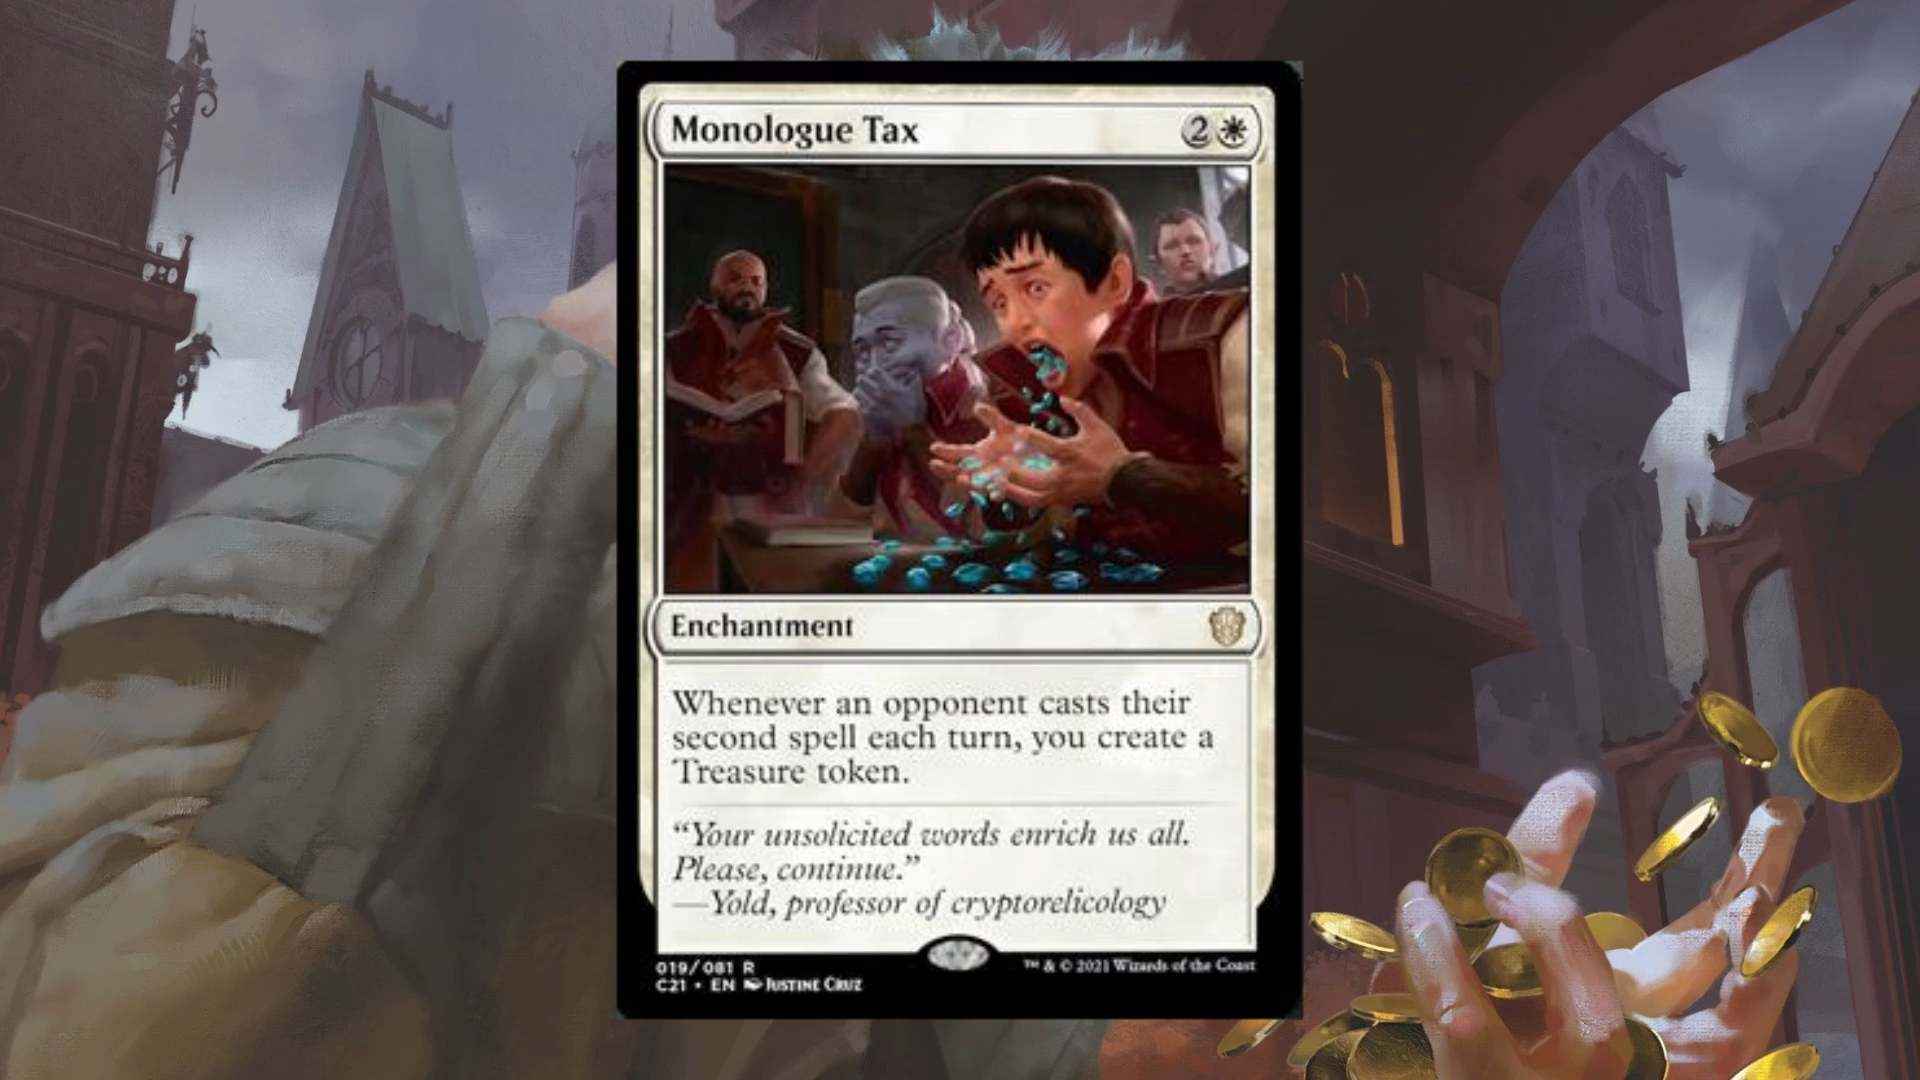 Monologue Tax 2
Enchantment
Whenever an opponent casts their
second spell each turn, you create a
Treasure token.
“Your unsolicited words enrich us all.
Please, continue.”
—Yold, professor of cryptorelicology
019/081 R
C21 • EN Justine Cruz
™ & © 2021 Wizards of the Coast